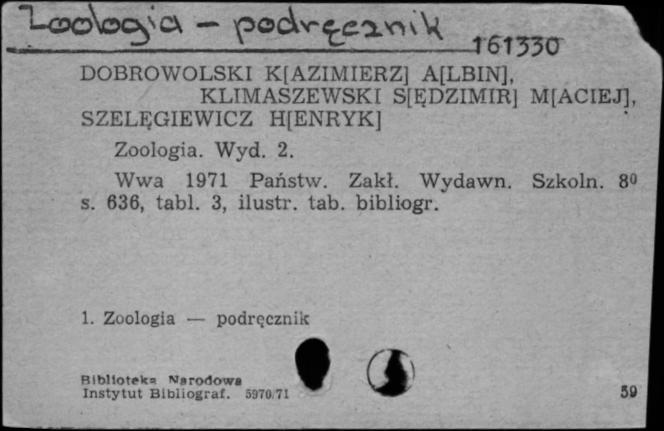 Zoologia - podręcznik
161330
DOBROWOLSKI K[AZIMIERZ] A[LBIN],
KLIMASZEWSKI S[ĘDZIMIR] M[ACIEJ],
SZELĘGIEWICZ H[ENRYK]
Zoologia. Wyd. 2.
Wwa 1971 Państw. Zakł. Wydawn. Szkoln. 8⁰
s. 636, tabl. 3, ilustr. tab. bibliogr.
1. Zoologia — podręcznik
Biblioteka Narodowa
Instytut Bibliograf. 5970/71
59